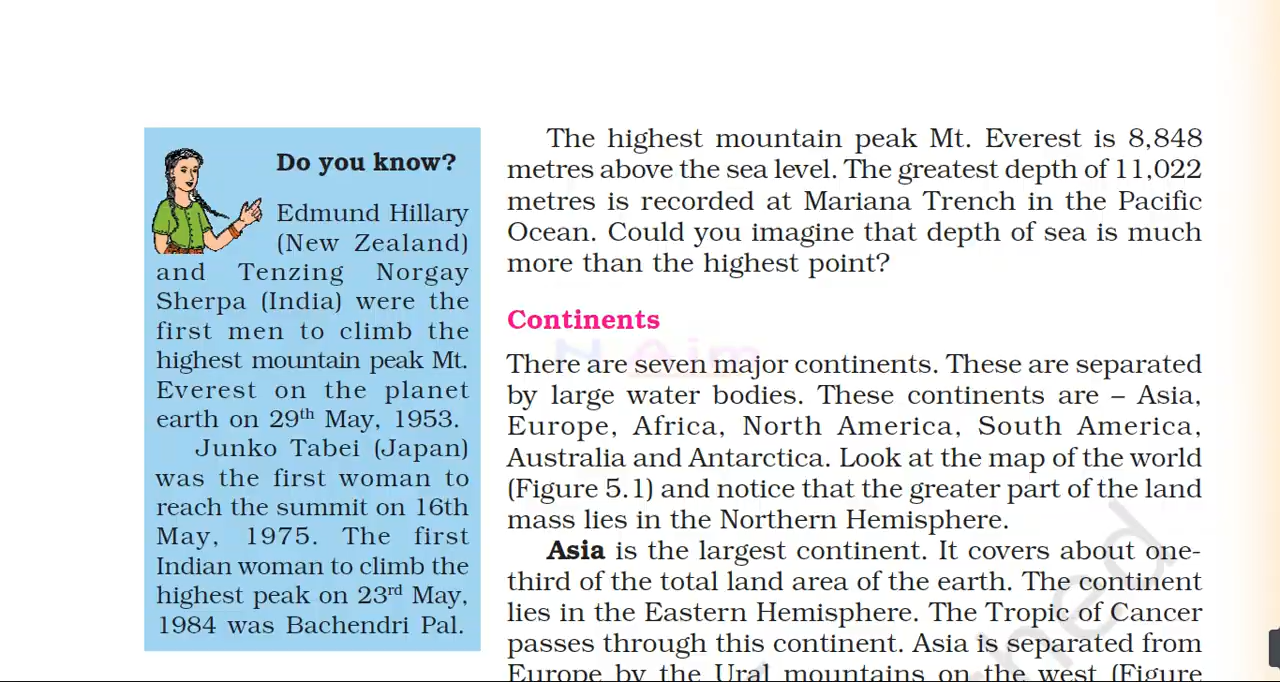 Do you know?
Edmund Hillary
(New Zealand)
and Tenzing Norgay
Sherpa (India) were the
first men to climb the
highest mountain peak Mt.
Everest on the planet
earth on 29th May, 1953.
Junko Tabei (Japan)
was the first woman to
reach the summit on 16th
May, 1975. The first
Indian woman to climb the
highest peak on 23rd May,
1984 was Bachendri Pal.
The highest mountain peak Mt. Everest is 8,848
metres above the sea level. The greatest depth of 11,022
metres is recorded at Mariana Trench in the Pacific
Ocean. Could you imagine that depth of sea is much
more than the highest point?
Continents
N Aim
There are seven major continents. These are separated
by large water bodies. These continents are – Asia,
Europe, Africa, North America, South America,
Australia and Antarctica. Look at the map of the world
(Figure 5.1) and notice that the greater part of the land
mass lies in the Northern Hemisphere.
Asia is the largest continent. It covers about one-
third of the total land area of the earth. The continent
lies in the Eastern Hemisphere. The Tropic of Cancer
passes through this continent. Asia is separated from
Europe by the Ural mountains on the west (Figure